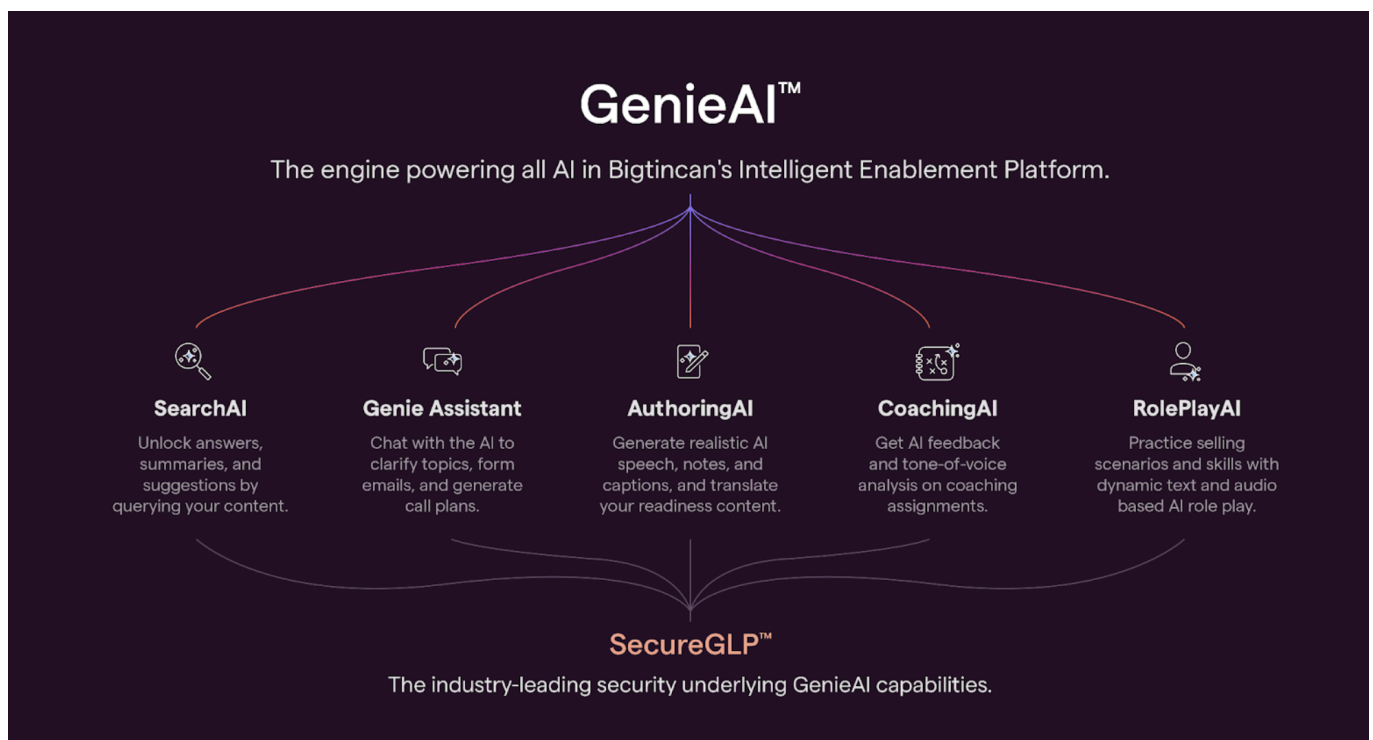 GenieAI™
The engine powering all AI in Bigtincan's Intelligent Enablement Platform.
SearchAI
Unlock answers,
summaries, and
suggestions by
querying your content.
Genie Assistant
Chat with the AI to
clarify topics, form
emails, and generate
call plans.
AuthoringAI
Generate realistic AI
speech, notes, and
captions, and translate
your readiness content.
CoachingAI
Get AI feedback
and tone-of-voice
analysis on coaching
assignments.
RolePlayAI
Practice selling
scenarios and skills with
dynamic text and audio
based AI role play.
SecureGLP™
The industry-leading security underlying GenieAI capabilities.